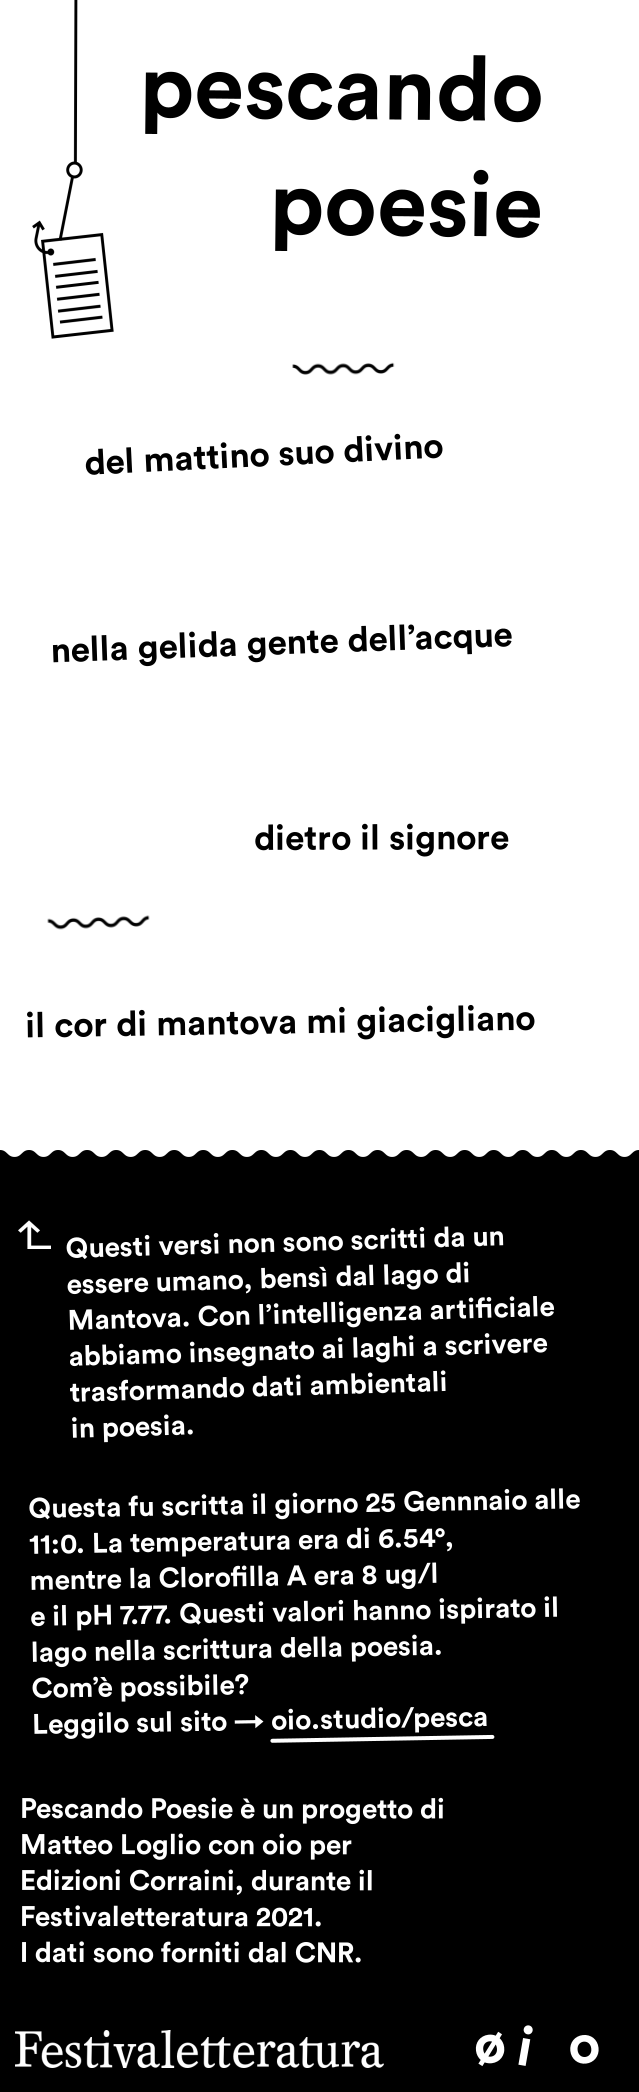 pescando
poesie
del mattino suo divino
nella gelida gente dell’acque
dietro il signore
il cor di mantova mi giacigliano
Questi versi non sono scritti da un
essere umano, bensì dal lago di
Mantova. Con l’intelligenza artificiale
abbiamo insegnato ai laghi a scrivere
trasformando dati ambientali
in poesia.
Questa fu scritta il giorno 25 Gennnaio alle
11:0. La temperatura era di 6.54°,
mentre la Clorofilla A era 8 ug/l
e il pH 7.77. Questi valori hanno ispirato il
lago nella scrittura della poesia.
Com’è possibile?
Leggilo sul sito → oio.studio/pesca
Pescando Poesie è un progetto di
Matteo Loglio con oio per
Edizioni Corraini, durante il
Festivaletteratura 2021.
I dati sono forniti dal CNR.
Festivaletteratura øi o